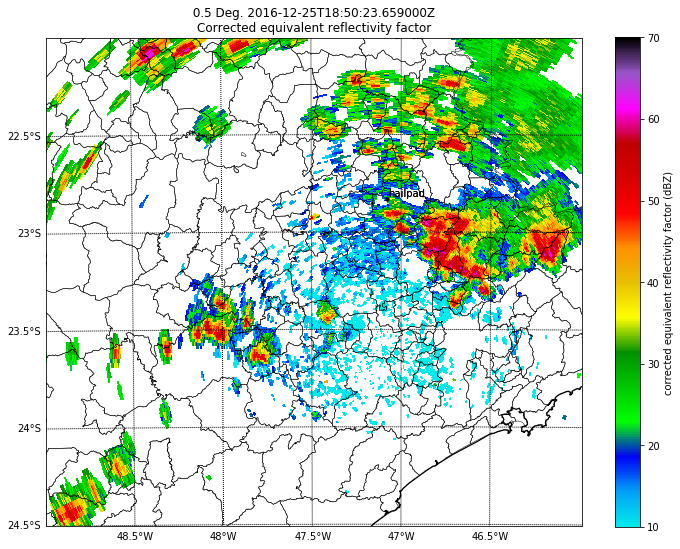 0.5 Deg. 2016-12-25T18:50:23.659000Z
Corrected equivalent reflectivity factor
22.5°S
23°S
23.5°S
24°S
24.5°S
48.5°W
48°W
47.5°W
47°W
46.5°W
hailpad
70
60
50
40
30
20
10
corrected equivalent reflectivity factor (dBZ)